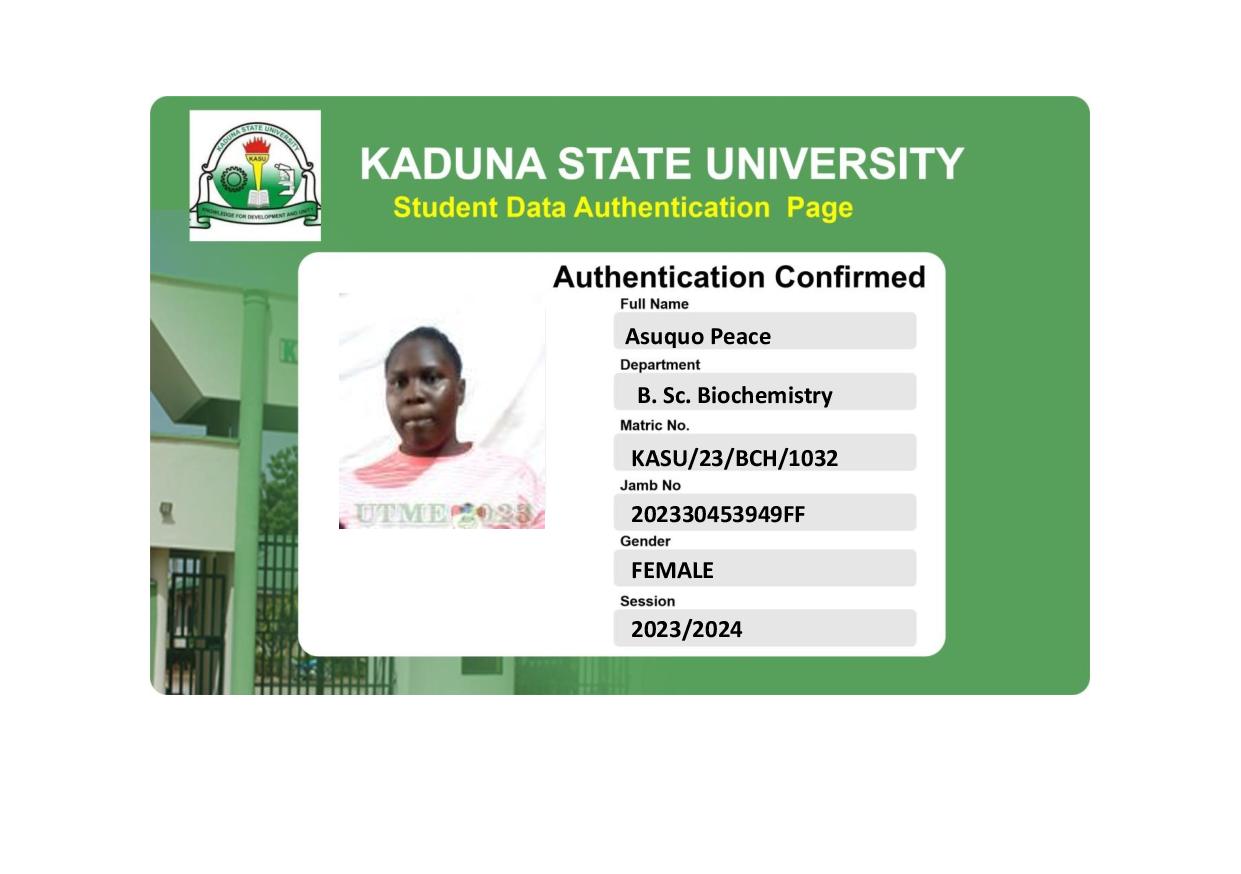 KADUNA STATE UNIVERSITY
KASU
KNOWLEDGE FOR DEVELOPMENT AND UNITY
KADUNA STATE UNIVERSITY
Student Data Authentication Page
Authentication Confirmed
Full Name
Asuquo Peace
Department
B. Sc. Biochemistry
Matric No.
KASU/23/BCH/1032
Jamb No
202330453949FF
Gender
FEMALE
Session
2023/2024
UTME 2023
K